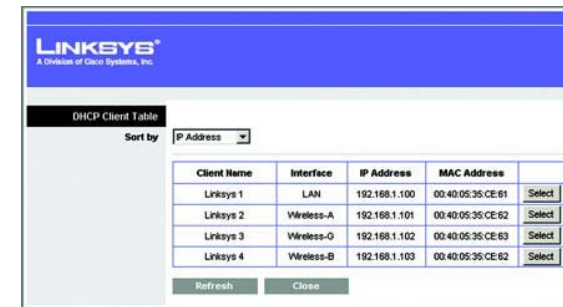 LINKSYS®
A Division of Cisco Systems, Inc.
DHCP Client Table
Sort by IP Address
Client Name Interface IP Address MAC Address
Linksys 1 LAN 192.168.1.100 00:40:05:35:CE:61 Select
Linksys 2 Wireless-A 192.168.1.101 00:40:05:35:CE:62 Select
Linksys 3 Wireless-G 192.168.1.102 00:40:05:35:CE:63 Select
Linksys 4 Wireless-B 192.168.1.103 00:40:05:35:CE:62 Select
Refresh Close